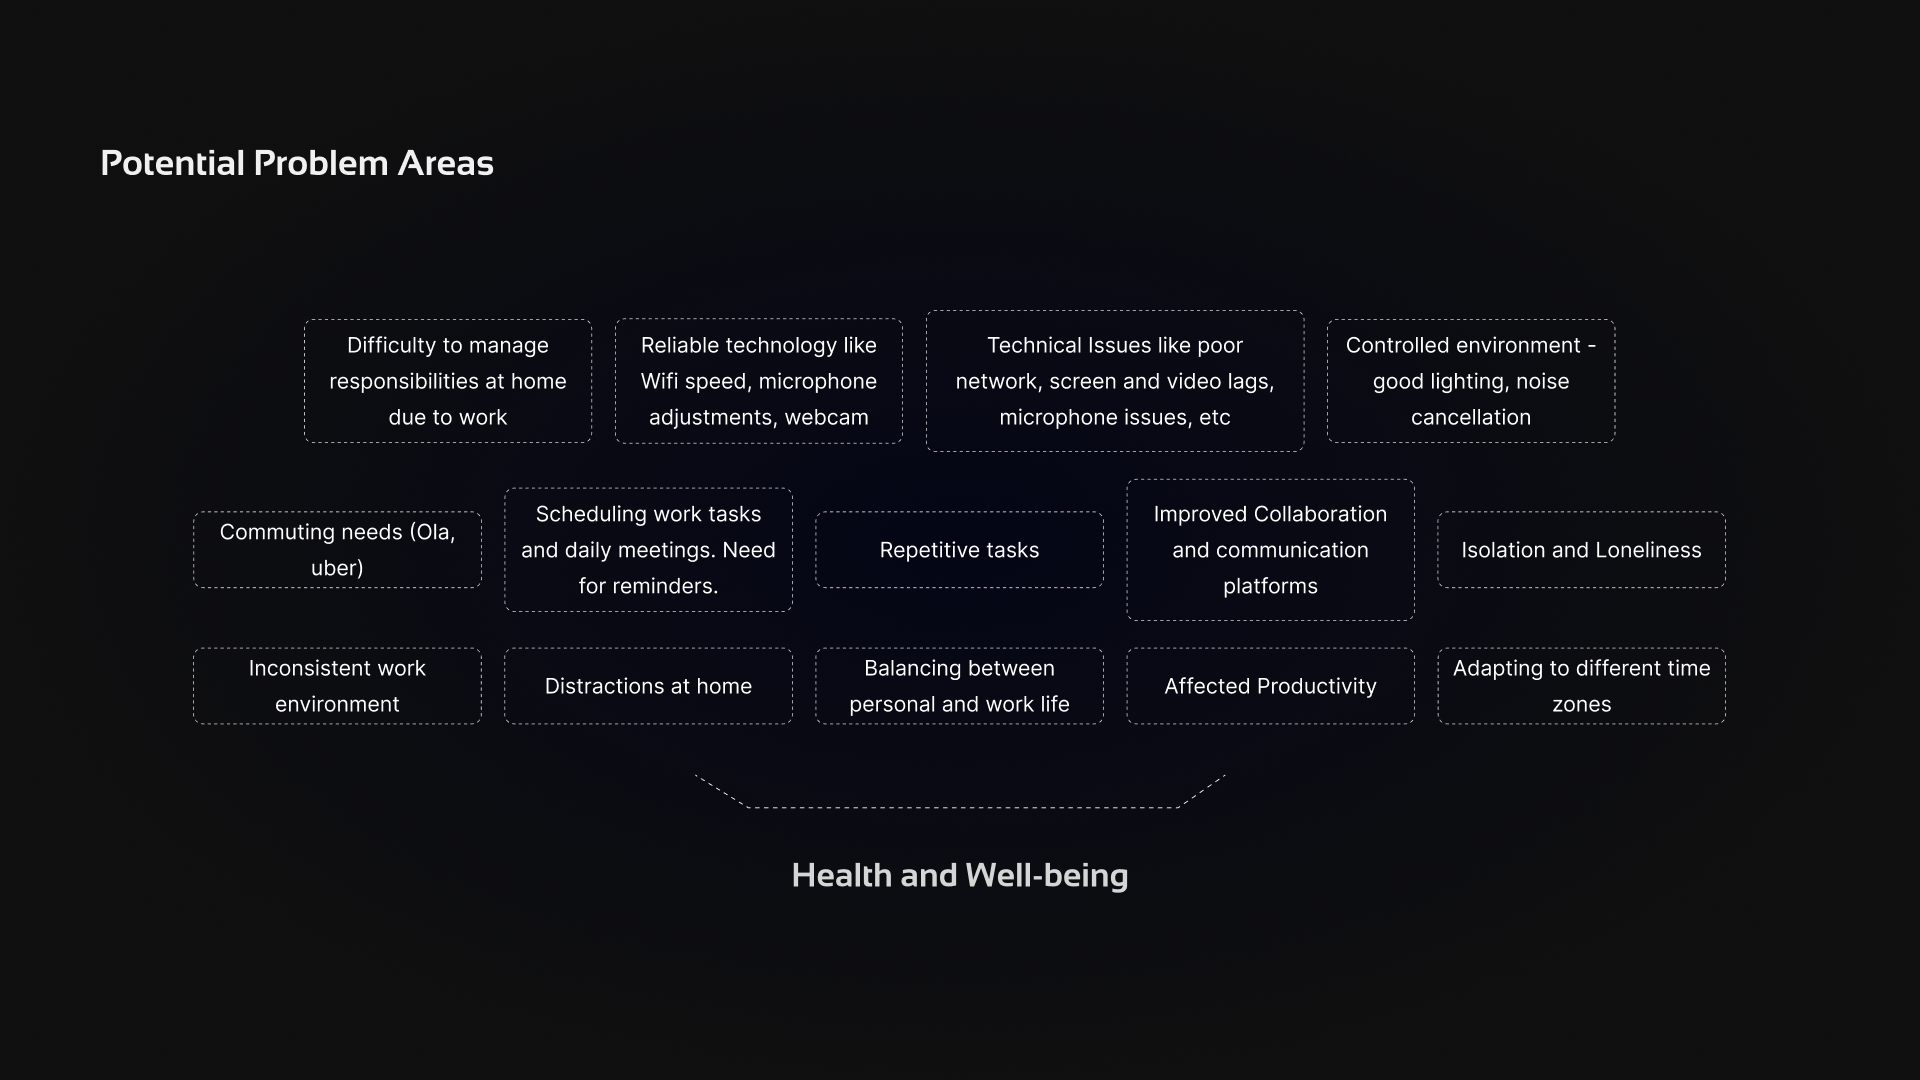 Potential Problem Areas
Difficulty to manage
responsibilities at home
due to work
Reliable technology like
Wifi speed, microphone
adjustments, webcam
Technical Issues like poor
network, screen and video lags,
microphone issues, etc
Controlled environment -
good lighting, noise
cancellation
Commuting needs (Ola,
uber)
Scheduling work tasks
and daily meetings. Need
for reminders.
Repetitive tasks
Improved Collaboration
and communication
platforms
Isolation and Loneliness
Inconsistent work
environment
Distractions at home
Balancing between
personal and work life
Affected Productivity
Adapting to different time
zones
Health and Well-being